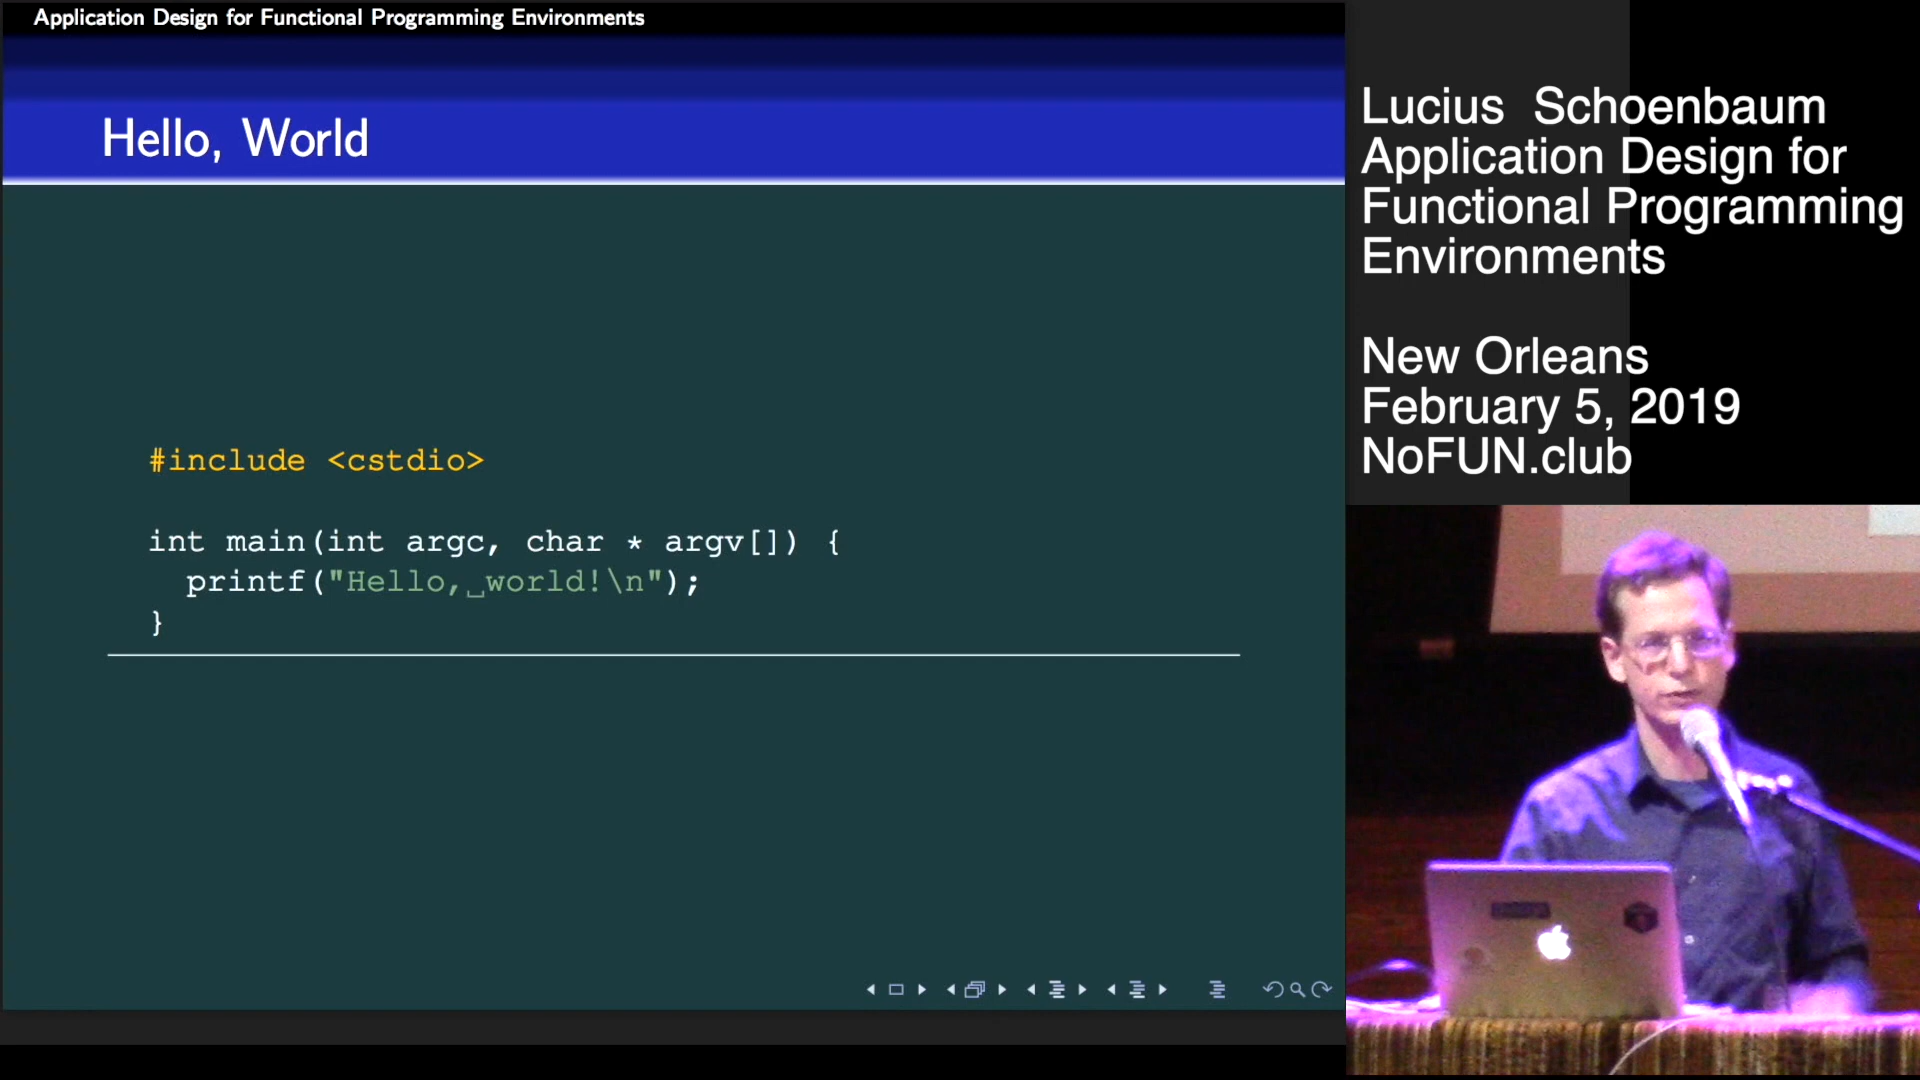 Application Design for Functional Programming Environments
Hello, World
#include <cstdio>
int main(int argc, char * argv[]) {
printf("Hello,␣world!\n");
}
Lucius Schoenbaum
Application Design for
Functional Programming
Environments
New Orleans
February 5, 2019
NoFUN.club